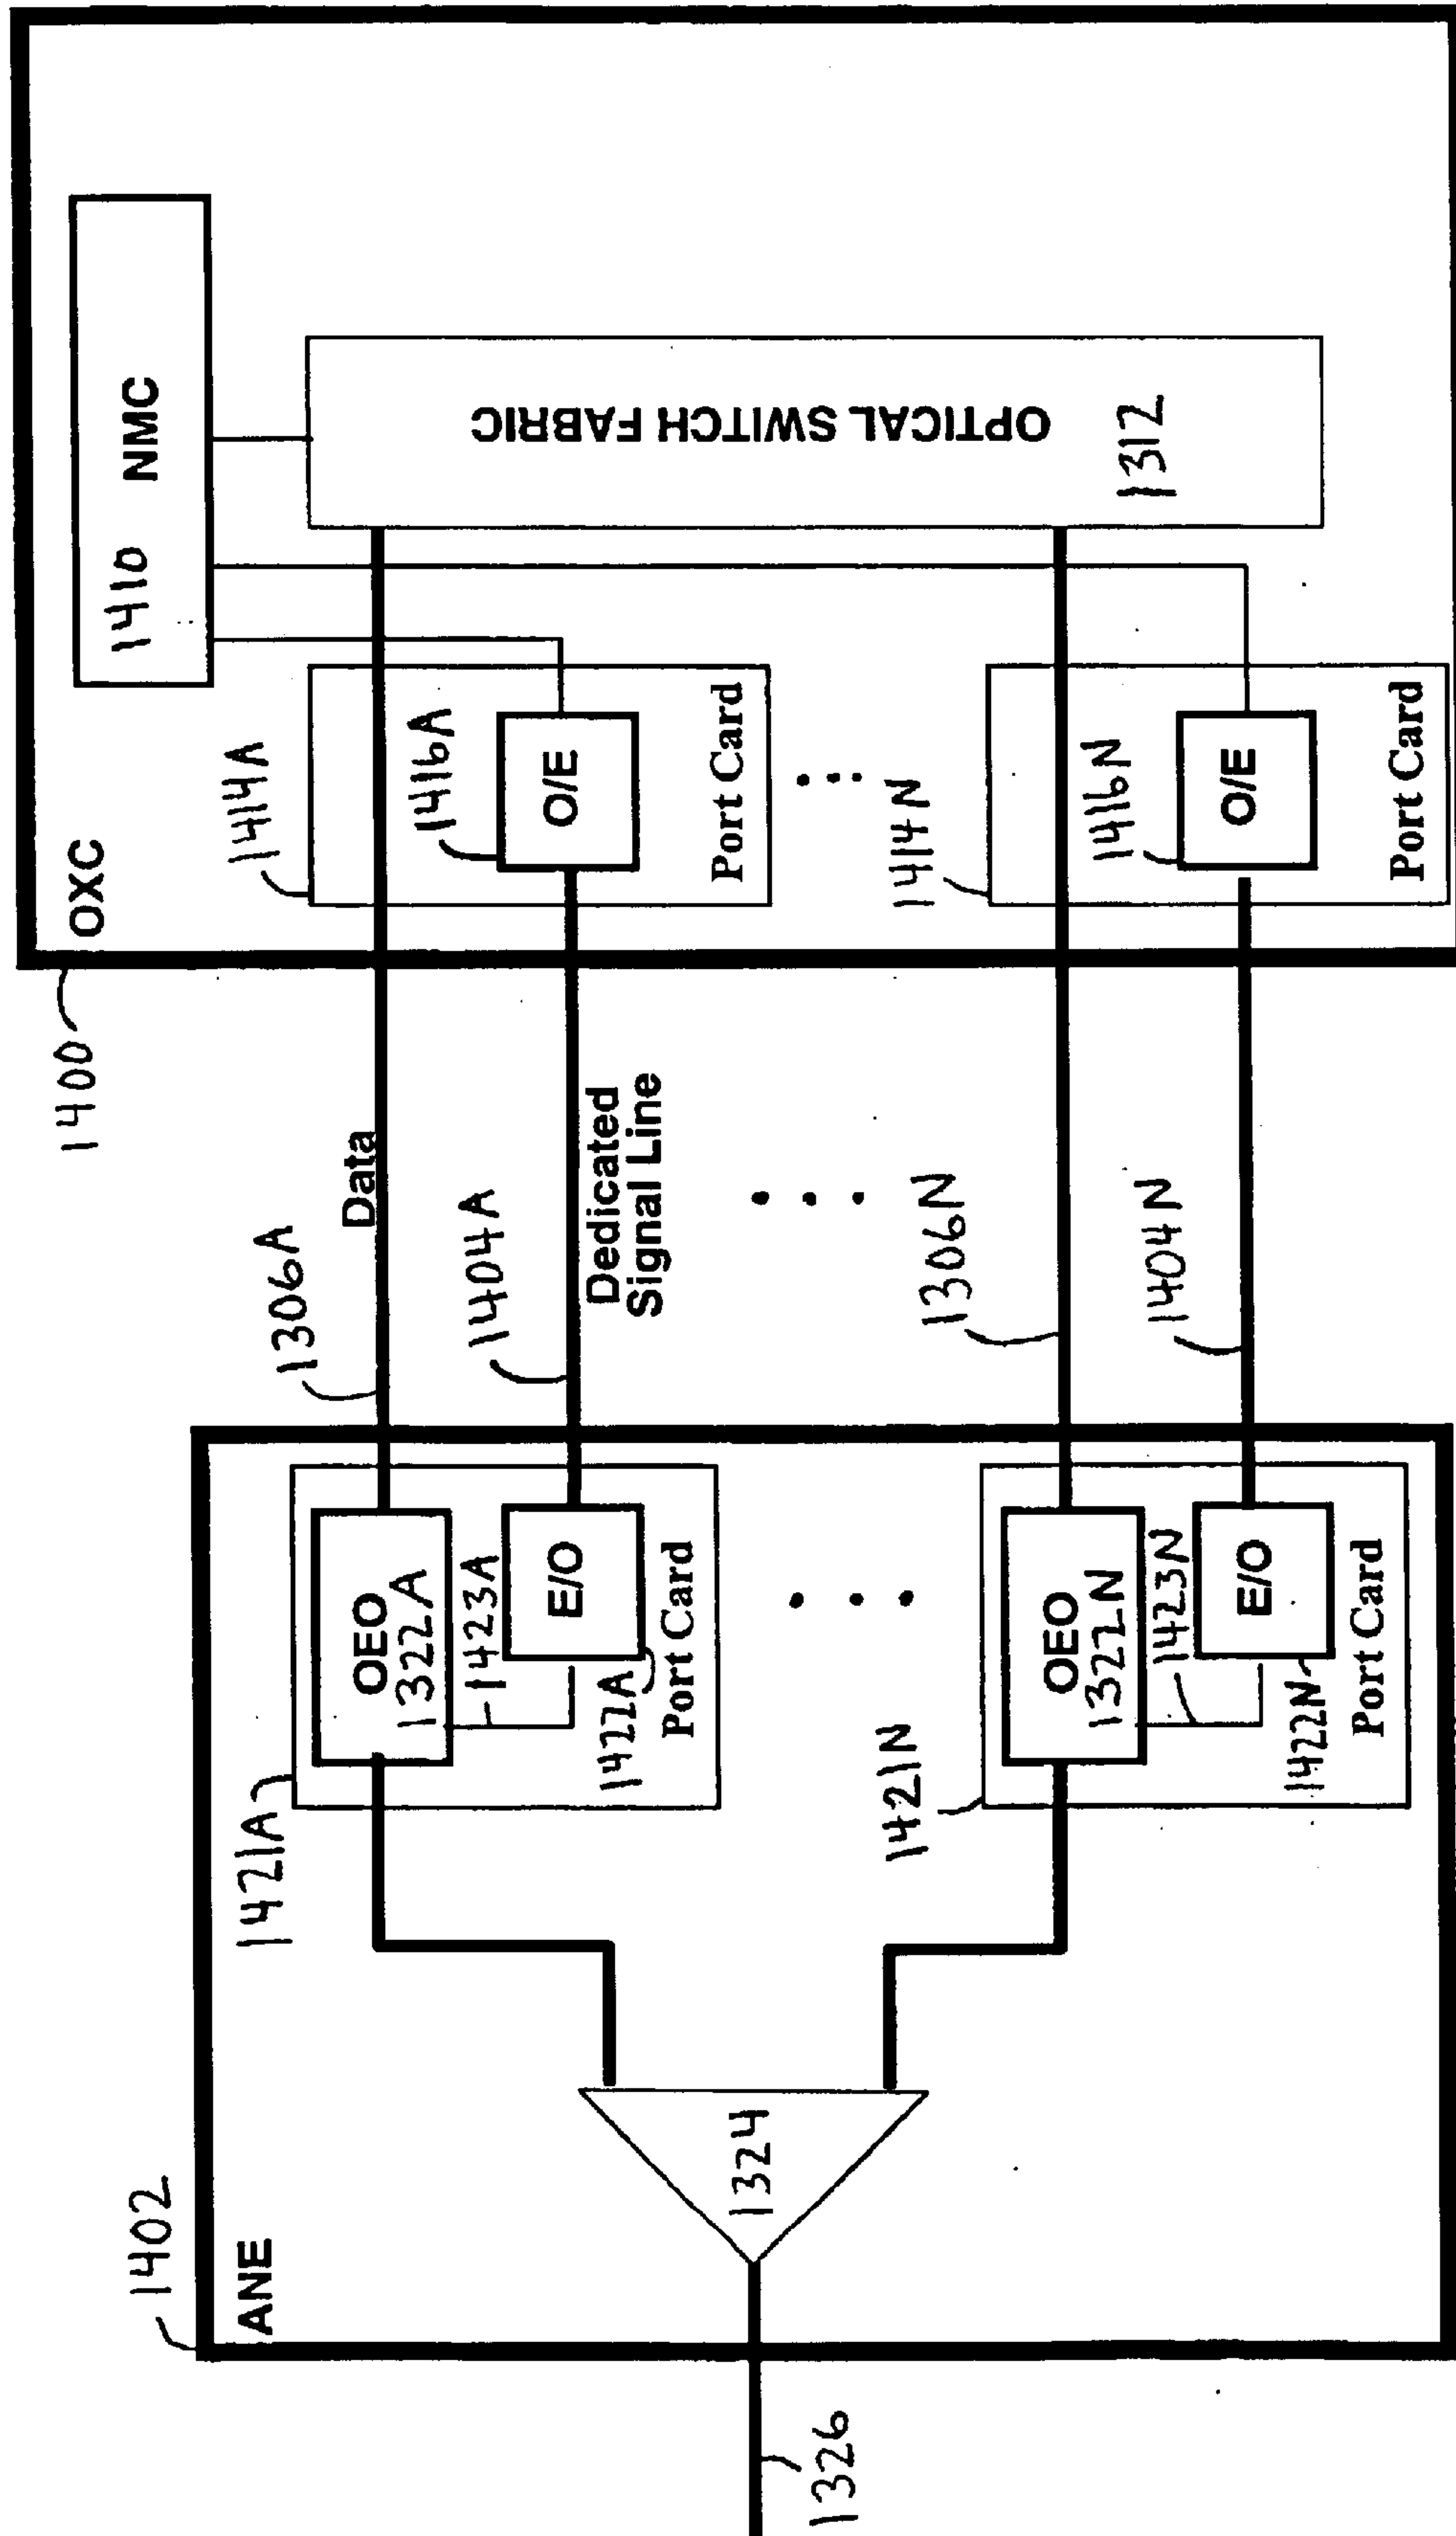 1400
OXC
1410 NMC
OPTICAL SWITCH FABRIC
1312
1414A
1416A
O/E
Port Card
1414N
1416N
O/E
Port Card
1306A
Data
1404A
Dedicated
Signal Line
1306N
1404N
1402
ANE
1421A
OEO
1322A
1423A
E/O
1422A
Port Card
1421N
OEO
1322N
1423N
E/O
1422N
Port Card
1324
1326